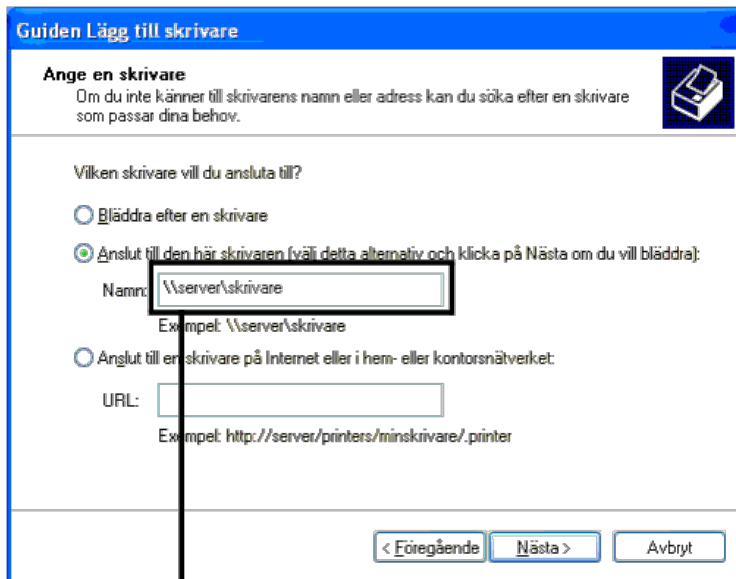 Guiden Lägg till skrivare
Ange en skrivare
Om du inte känner till skrivarens namn eller adress kan du söka efter en skrivare
som passar dina behov.
Vilken skrivare vill du ansluta till?
Bläddra efter en skrivare
Anslut till den här skrivaren (välj detta alternativ och klicka på Nästa om du vill bläddra):
Namn: \\server\skrivare
Exempel: \\server\skrivare
Anslut till en skrivare på Internet eller i hem- eller kontorsnätverket:
URL:
Exempel: http://server/printers/minskrivare/.printer
< Föregående Nästa > Avbryt